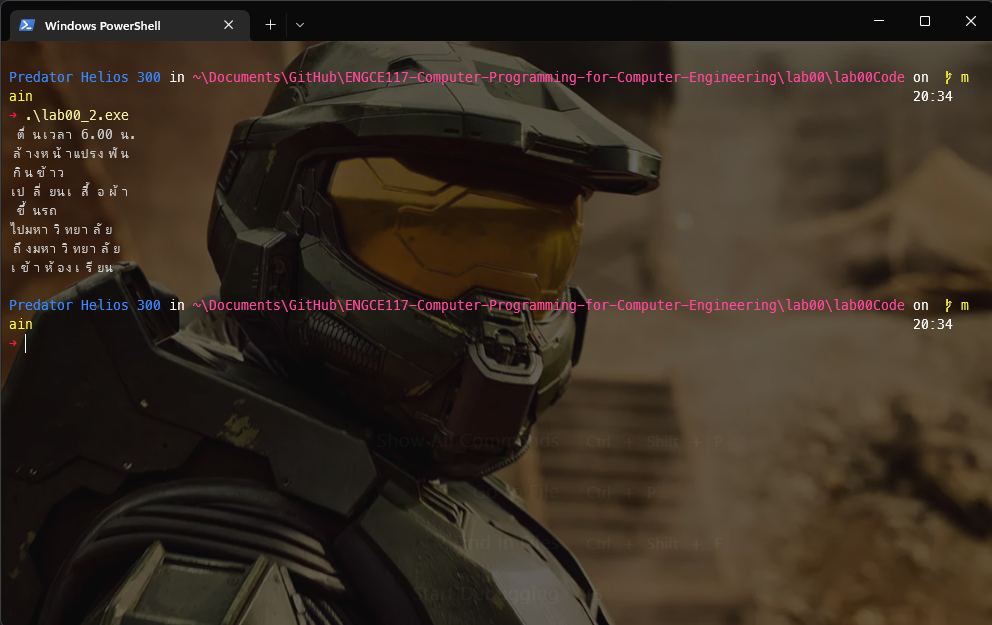 Windows PowerShell
Predator Helios 300 in ~\Documents\GitHub\ENGCE117-Computer-Programming-for-Computer-Engineering\lab00\lab00Code on m
ain 20:34
→ .\lab00_2.exe
ตื่นเวลา 6.00 น.
ล้างหน้าแปรงฟัน
กินข้าว
เปลี่ยนเสื้อผ้า
ขึ้นรถ
ไปมหาวิทยาลัย
ถึงมหาวิทยาลัย
เข้าห้องเรียน
Predator Helios 300 in ~\Documents\GitHub\ENGCE117-Computer-Programming-for-Computer-Engineering\lab00\lab00Code on m
ain 20:34
→
Show All Commands Ctrl + Shift + P
Ctrl + P
Find in Files Ctrl + Shift + F
Start Debugging